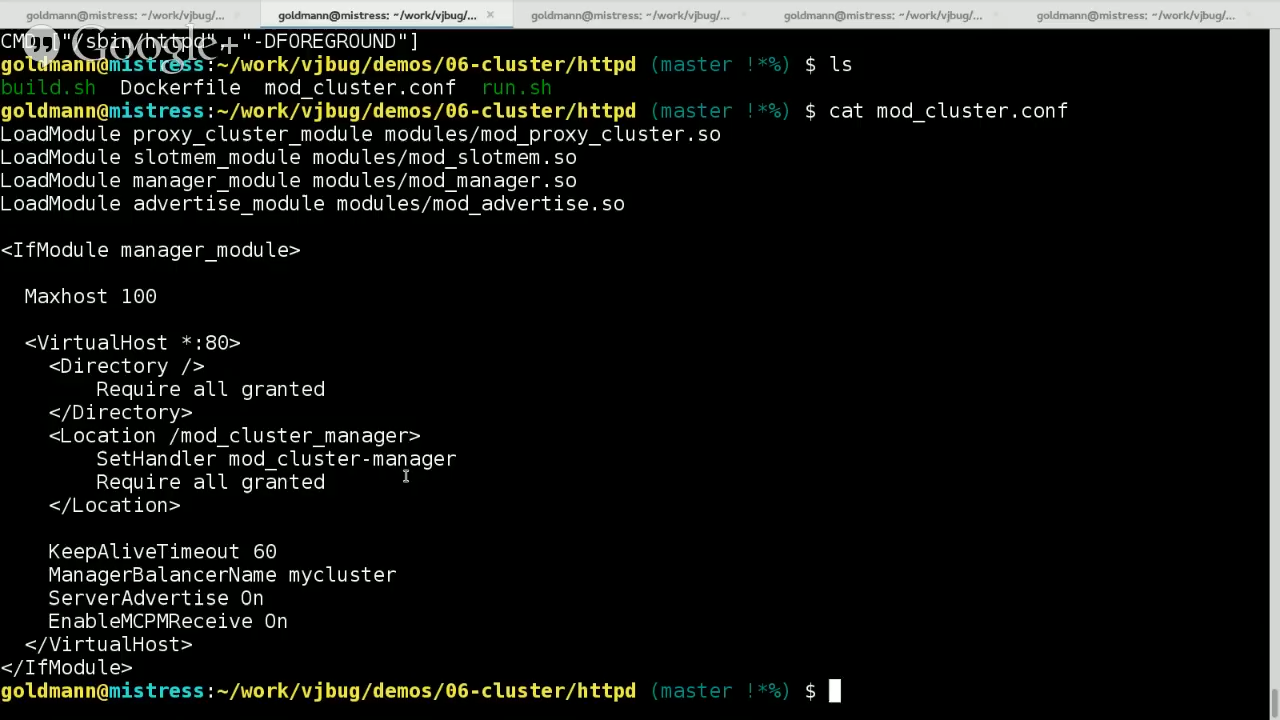 goldmann@mistress: ~/work/vjbug/... goldmann@mistress: ~/work/vjbug/... × goldmann@mistress: ~/work/vjbug/... goldmann@mistress: ~/work/vjbug/... goldmann@mistress: ~/work/vjbug/...
Google+
CMD ["/sbin/httpd", "-DFOREGROUND"]
goldmann@mistress:~/work/vjbug/demos/06-cluster/httpd (master !*%) $ ls
build.sh  Dockerfile  mod_cluster.conf  run.sh
goldmann@mistress:~/work/vjbug/demos/06-cluster/httpd (master !*%) $ cat mod_cluster.conf
LoadModule proxy_cluster_module modules/mod_proxy_cluster.so
LoadModule slotmem_module modules/mod_slotmem.so
LoadModule manager_module modules/mod_manager.so
LoadModule advertise_module modules/mod_advertise.so
<IfModule manager_module>
  Maxhost 100
  <VirtualHost *:80>
    <Directory />
        Require all granted
    </Directory>
    <Location /mod_cluster_manager>
        SetHandler mod_cluster-manager
        Require all granted
    </Location>
    KeepAliveTimeout 60
    ManagerBalancerName mycluster
    ServerAdvertise On
    EnableMCPMReceive On
  </VirtualHost>
</IfModule>
goldmann@mistress:~/work/vjbug/demos/06-cluster/httpd (master !*%) $